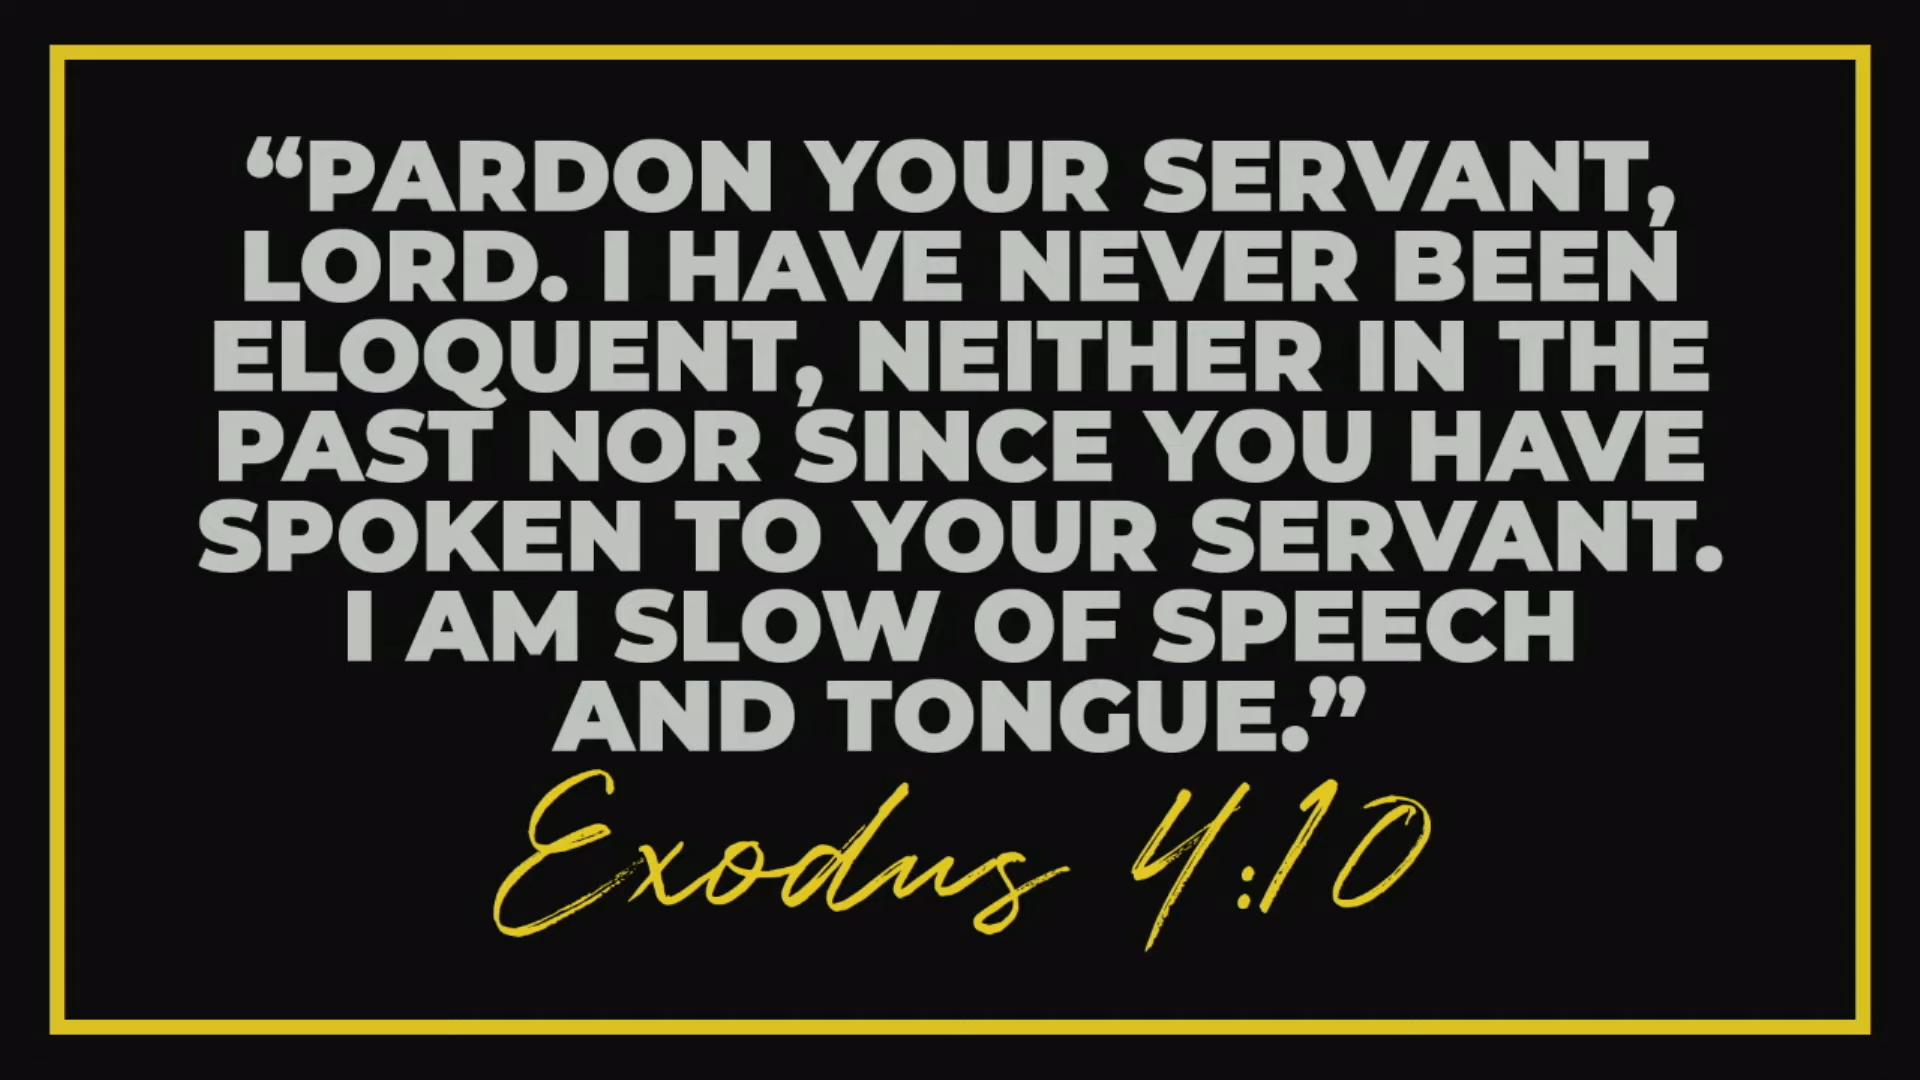 “PARDON YOUR SERVANT,
LORD. I HAVE NEVER BEEN
ELOQUENT, NEITHER IN THE
PAST NOR SINCE YOU HAVE
SPOKEN TO YOUR SERVANT.
I AM SLOW OF SPEECH
AND TONGUE.”
Exodus 4:10